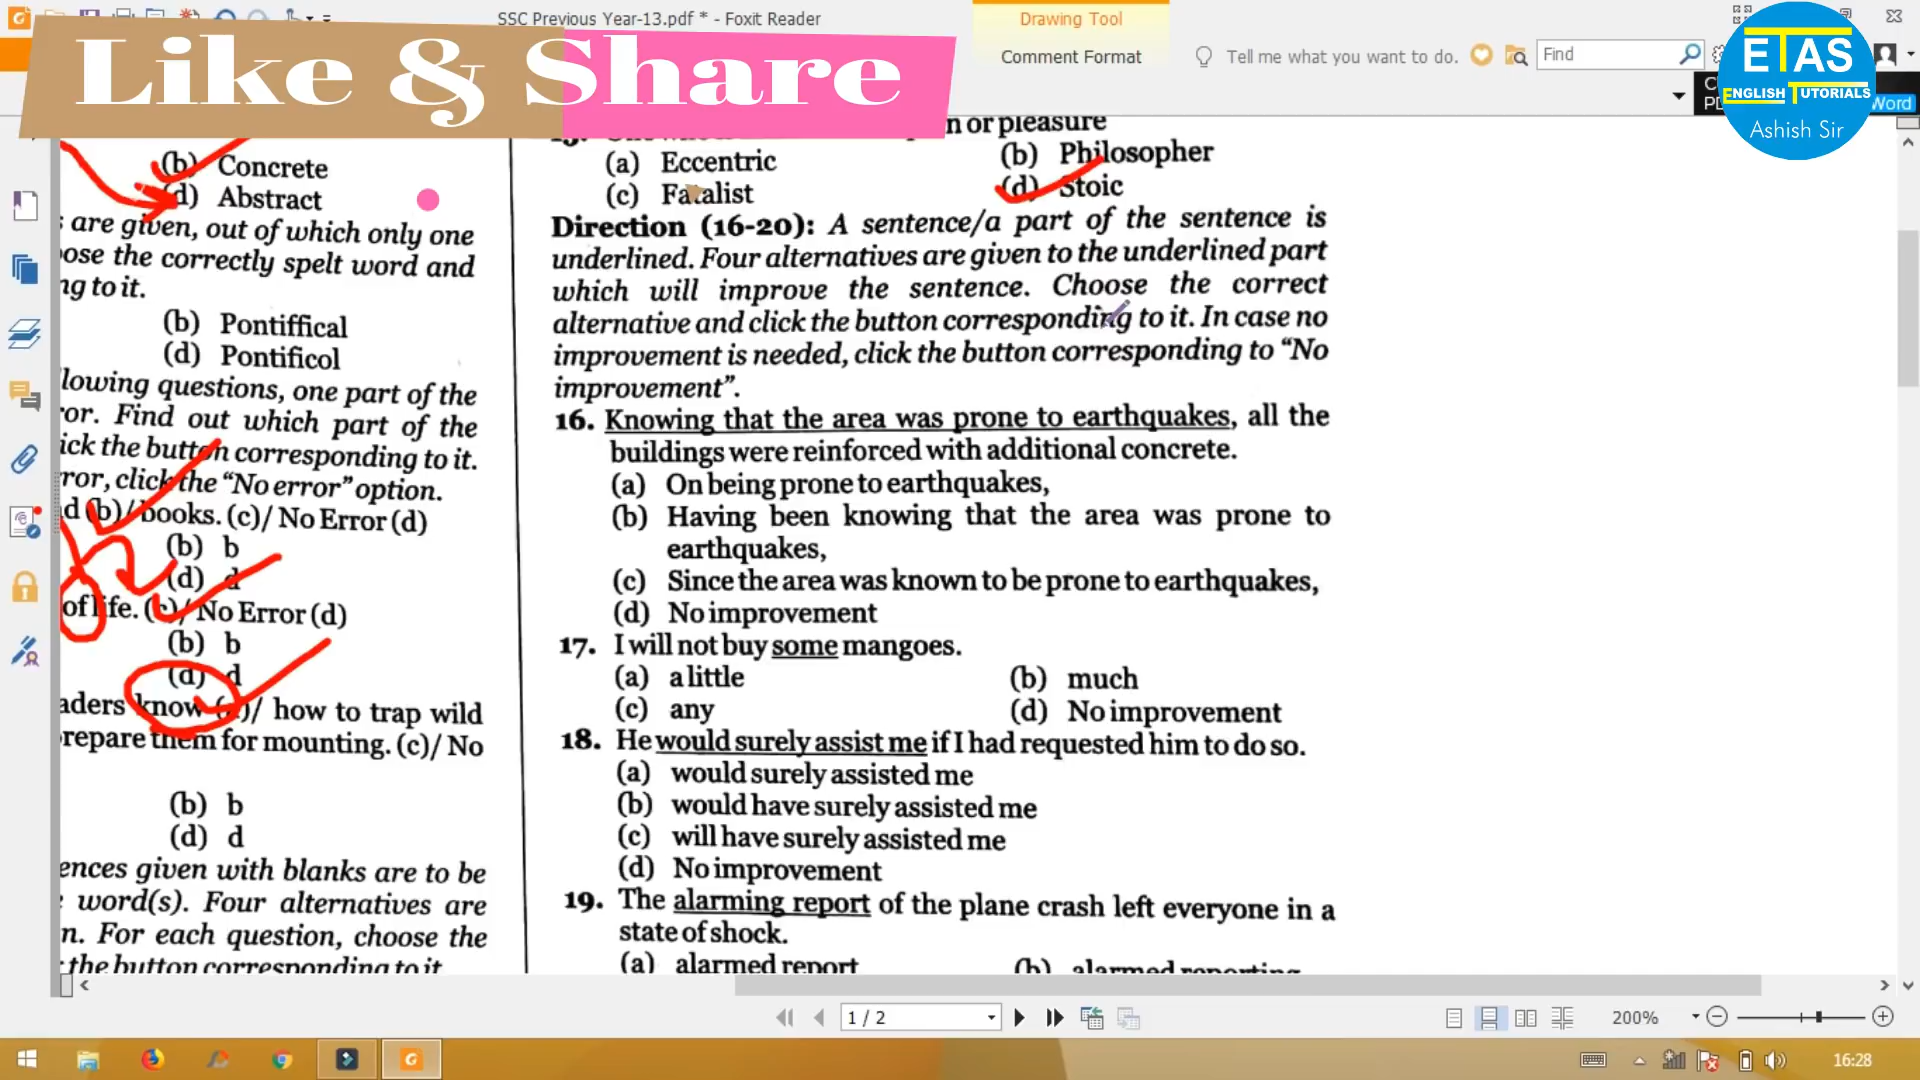 SSC Previous Year-13.pdf * - Foxit Reader
Drawing Tool
Comment Format
Tell me what you want to do.
Find
Like & Share
ETAS
ENGLISH TUTORIALS
Ashish Sir
Word
(b) Concrete
(d) Abstract
are given, out of which only one
ose the correctly spelt word and
ng to it.
(b) Pontiffical
(d) Pontificol
lowing questions, one part of the
ror. Find out which part of the
ick the button corresponding to it.
rror, click the "No error" option.
d (b)/ books. (c)/ No Error (d)
(b) b
(d) d
of life. (c)/ No Error (d)
(b) b
(d) d
aders know (a)/ how to trap wild
repare them for mounting. (c)/ No
(b) b
(d) d
ences given with blanks are to be
word(s). Four alternatives are
n. For each question, choose the
the button corresponding to it
n or pleasure
(a) Eccentric (b) Philosopher
(c) Fatalist (d) Stoic
Direction (16-20): A sentence/a part of the sentence is
underlined. Four alternatives are given to the underlined part
which will improve the sentence. Choose the correct
alternative and click the button corresponding to it. In case no
improvement is needed, click the button corresponding to "No
improvement".
16. Knowing that the area was prone to earthquakes, all the
buildings were reinforced with additional concrete.
(a) On being prone to earthquakes,
(b) Having been knowing that the area was prone to
earthquakes,
(c) Since the area was known to be prone to earthquakes,
(d) No improvement
17. I will not buy some mangoes.
(a) a little (b) much
(c) any (d) No improvement
18. He would surely assist me if I had requested him to do so.
(a) would surely assisted me
(b) would have surely assisted me
(c) will have surely assisted me
(d) No improvement
19. The alarming report of the plane crash left everyone in a
state of shock.
(a) alarmed report (b) alarmed reporting
1 / 2
200%
16:28